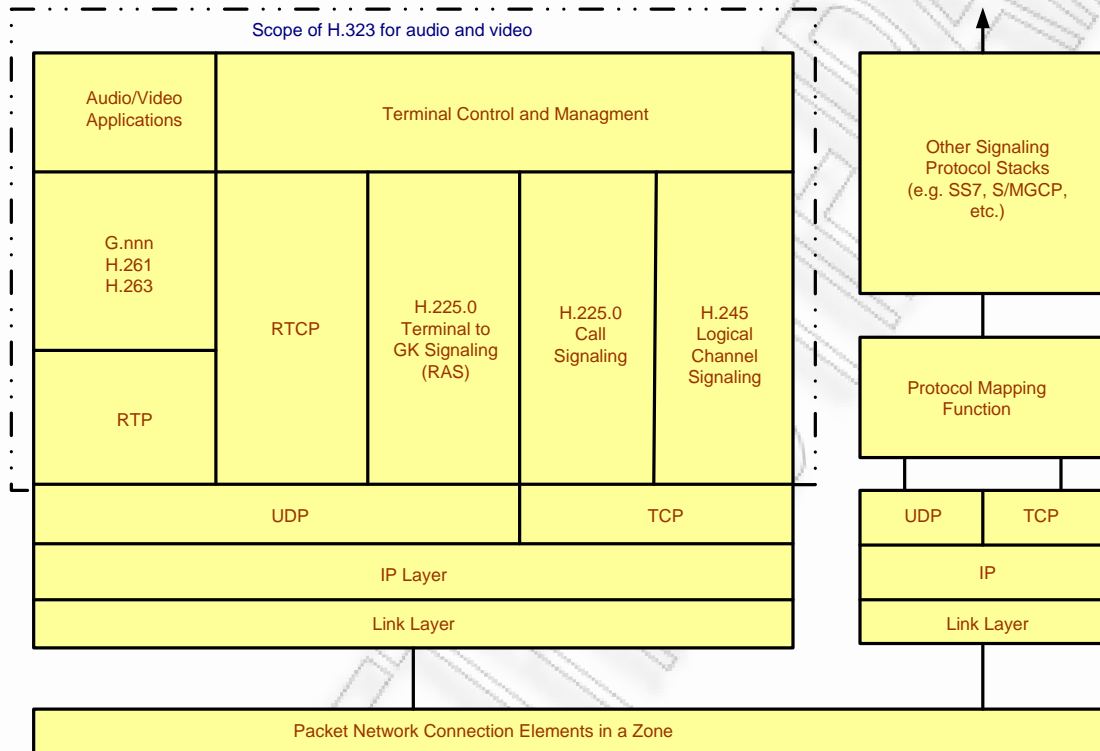 Scope of H.323 for audio and video
Audio/Video
Applications
Terminal Control and Managment
G.nnn
H.261
H.263
RTP
RTCP
H.225.0
Terminal to
GK Signaling
(RAS)
H.225.0
Call
Signaling
H.245
Logical
Channel
Signaling
UDP
TCP
IP Layer
Link Layer
Other Signaling
Protocol Stacks
(e.g. SS7, S/MGCP,
etc.)
Protocol Mapping
Function
UDP
TCP
IP
Link Layer
Packet Network Connection Elements in a Zone